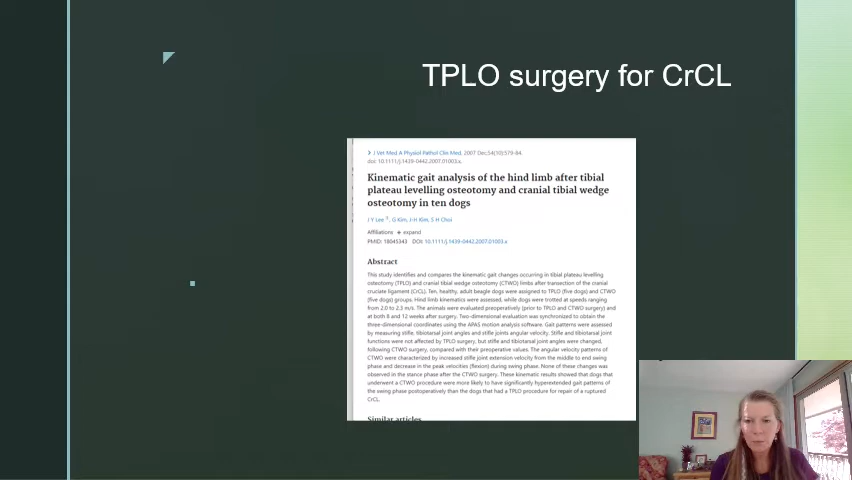 TPLO surgery for CrCL
> J Vet Med A Physiol Pathol Clin Med. 2007 Dec;54(10):579-84.
doi: 10.1111/j.1439-0442.2007.01003.x.
Kinematic gait analysis of the hind limb after tibial
plateau levelling osteotomy and cranial tibial wedge
osteotomy in ten dogs
J Y Lee 1, G Kim, J-H Kim, S H Choi
Affiliations + expand
PMID: 18045343 DOI: 10.1111/j.1439-0442.2007.01003.x
Abstract
This study identifies and compares the kinematic gait changes occurring in tibial plateau levelling
osteotomy (TPLO) and cranial tibial wedge osteotomy (CTWO) limbs after transection of the cranial
cruciate ligament (CrCL). Ten, healthy, adult beagle dogs were assigned to TPLO (five dogs) and CTWO
(five dogs) groups. Hind limb kinematics were assessed, while dogs were trotted at speeds ranging
from 2.0 to 2.3 m/s. The animals were evaluated preoperatively (prior to TPLO and CTWO surgery) and
at both 8 and 12 weeks after surgery. Two-dimensional evaluation was synchronized to obtain the
three-dimensional coordinates using the APAS motion analysis software. Gait patterns were assessed
by measuring stifle, tibiotarsal joint angles and stifle joints angular velocity. Stifle and tibiotarsal joint
functions were not affected by TPLO surgery, but stifle and tibiotarsal joint angles were changed,
following CTWO surgery, compared with their preoperative values. The angular velocity patterns of
CTWO were characterized by increased stifle joint extension velocity from the middle to end swing
phase and decrease in the peak velocities (flexion) during swing phase. None of these changes was
observed in the stance phase after the CTWO surgery. These kinematic results showed that dogs that
underwent a CTWO procedure were more likely to have significantly hyperextended gait patterns of
the swing phase postoperatively than the dogs that had a TPLO procedure for repair of a ruptured
CrCL.
Similar articles